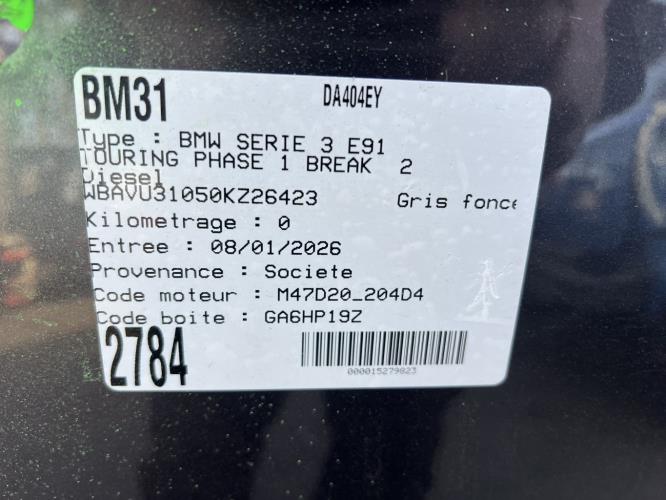 BM31
DA404EY
Type : BMW SERIE 3 E91
TOURING PHASE 1 BREAK 2
Diesel
WBAVU31050KZ26423 Gris fonce
Kilometrage : 0
Entree : 08/01/2026
Provenance : Societe
Code moteur : M47D20_204D4
Code boite : GA6HP19Z
2784
000015279823